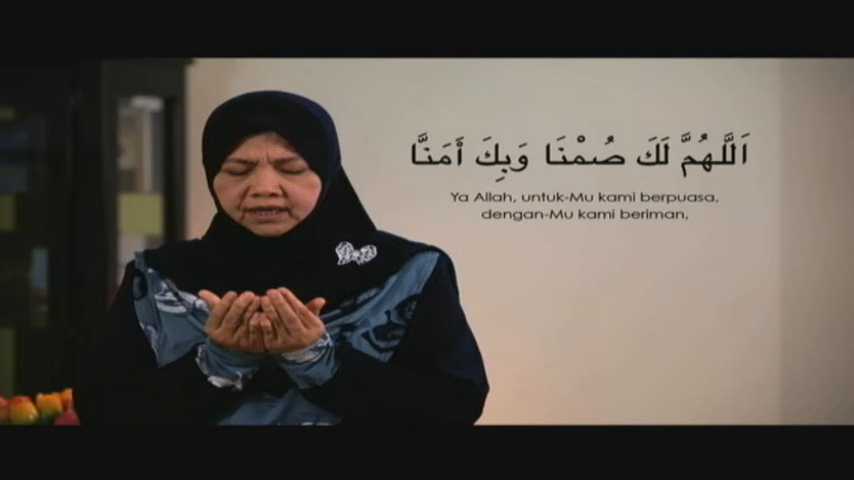 اَللَّهُمَّ لَكَ صُمْنَا وَبِكَ أَمَنَّا
Ya Allah, untuk-Mu kami berpuasa,
dengan-Mu kami beriman,